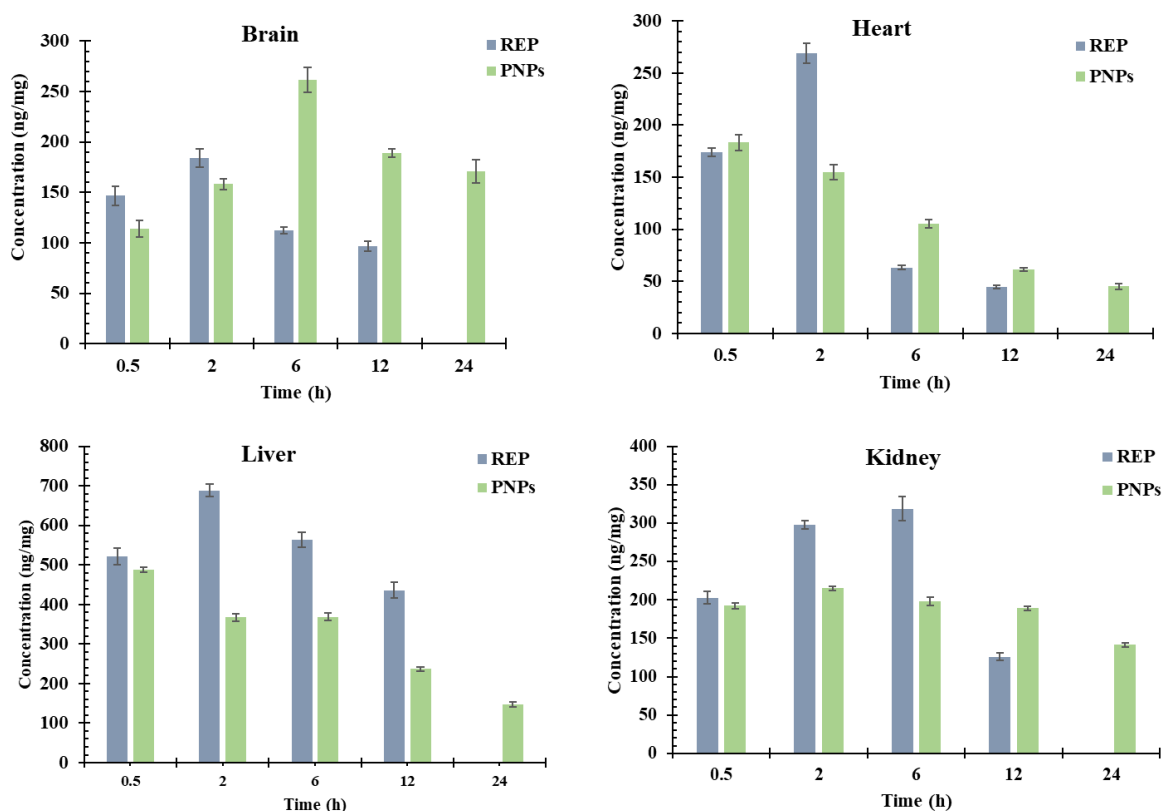 Brain
REP
PNPs
Concentration (ng/mg)
300
250
200
150
100
50
0
0.5 2 6 12 24
Time (h)
Heart
REP
PNPs
Concentration (ng/mg)
300
250
200
150
100
50
0
0.5 2 6 12 24
Time (h)
Liver
REP
PNPs
Concentration (ng/mg)
800
700
600
500
400
300
200
100
0
0.5 2 6 12 24
Time (h)
Kidney
REP
PNPs
Concentration (ng/mg)
400
350
300
250
200
150
100
50
0
0.5 2 6 12 24
Time (h)